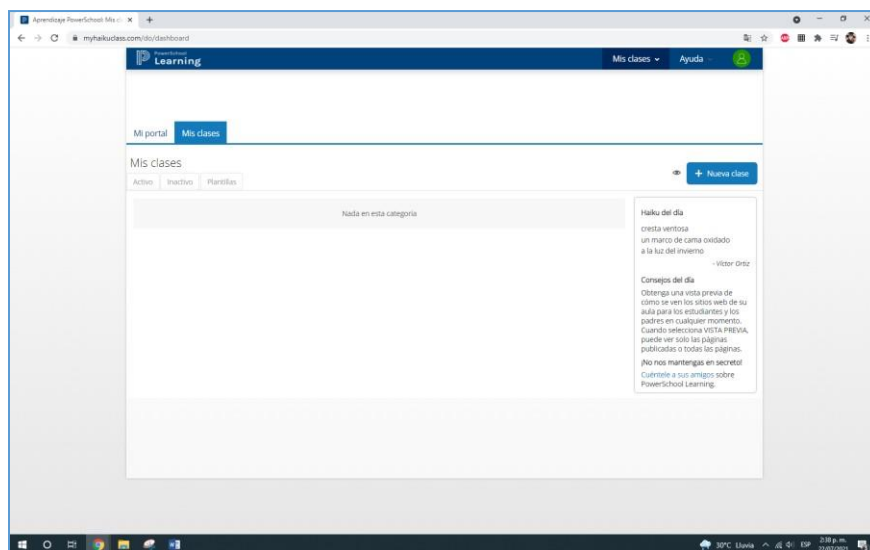 Aprendizaje PowerSchool: Mis cl
myhaikuclass.com/do/dashboard
PowerSchool
Learning
Mis clases
Ayuda
Mi portal
Mis clases
Mis clases
+ Nueva clase
Activo
Inactivo
Plantillas
Nada en esta categoría
Haiku del día
cresta ventosa
un marco de cama oxidado
a la luz del invierno
- Víctor Ortiz
Consejos del día
Obtenga una vista previa de
cómo se ven los sitios web de su
aula para los estudiantes y los
padres en cualquier momento.
Cuando selecciona VISTA PREVIA,
puede ver solo las páginas
publicadas o todas las páginas.
¡No nos mantengas en secreto!
Cuéntele a sus amigos sobre
PowerSchool Learning.
30°C Lluvia
ESP
2:38 p. m.
22/07/2021